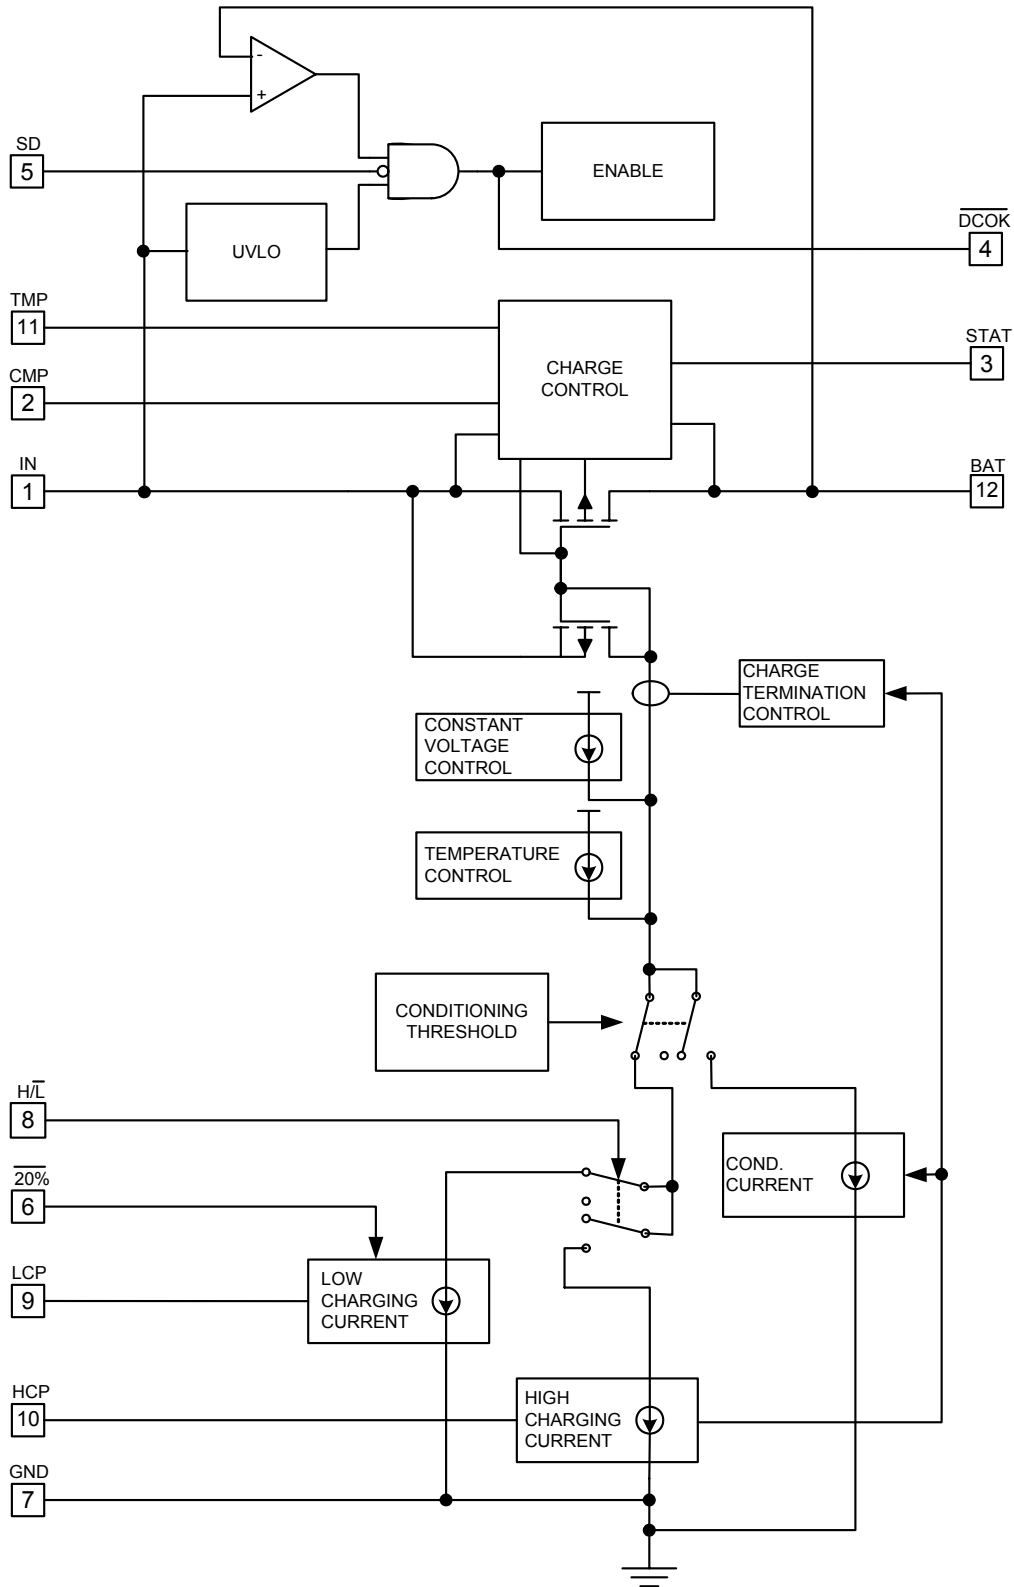 -
+
SD
5
ENABLE
DCOK
4
UVLO
TMP
11
CHARGE
CONTROL
STAT
3
CMP
2
IN
1
BAT
12
CHARGE
TERMINATION
CONTROL
CONSTANT
VOLTAGE
CONTROL
TEMPERATURE
CONTROL
CONDITIONING
THRESHOLD
H/L̅
8
COND.
CURRENT
20%
6
LCP
9
LOW
CHARGING
CURRENT
HCP
10
HIGH
CHARGING
CURRENT
GND
7